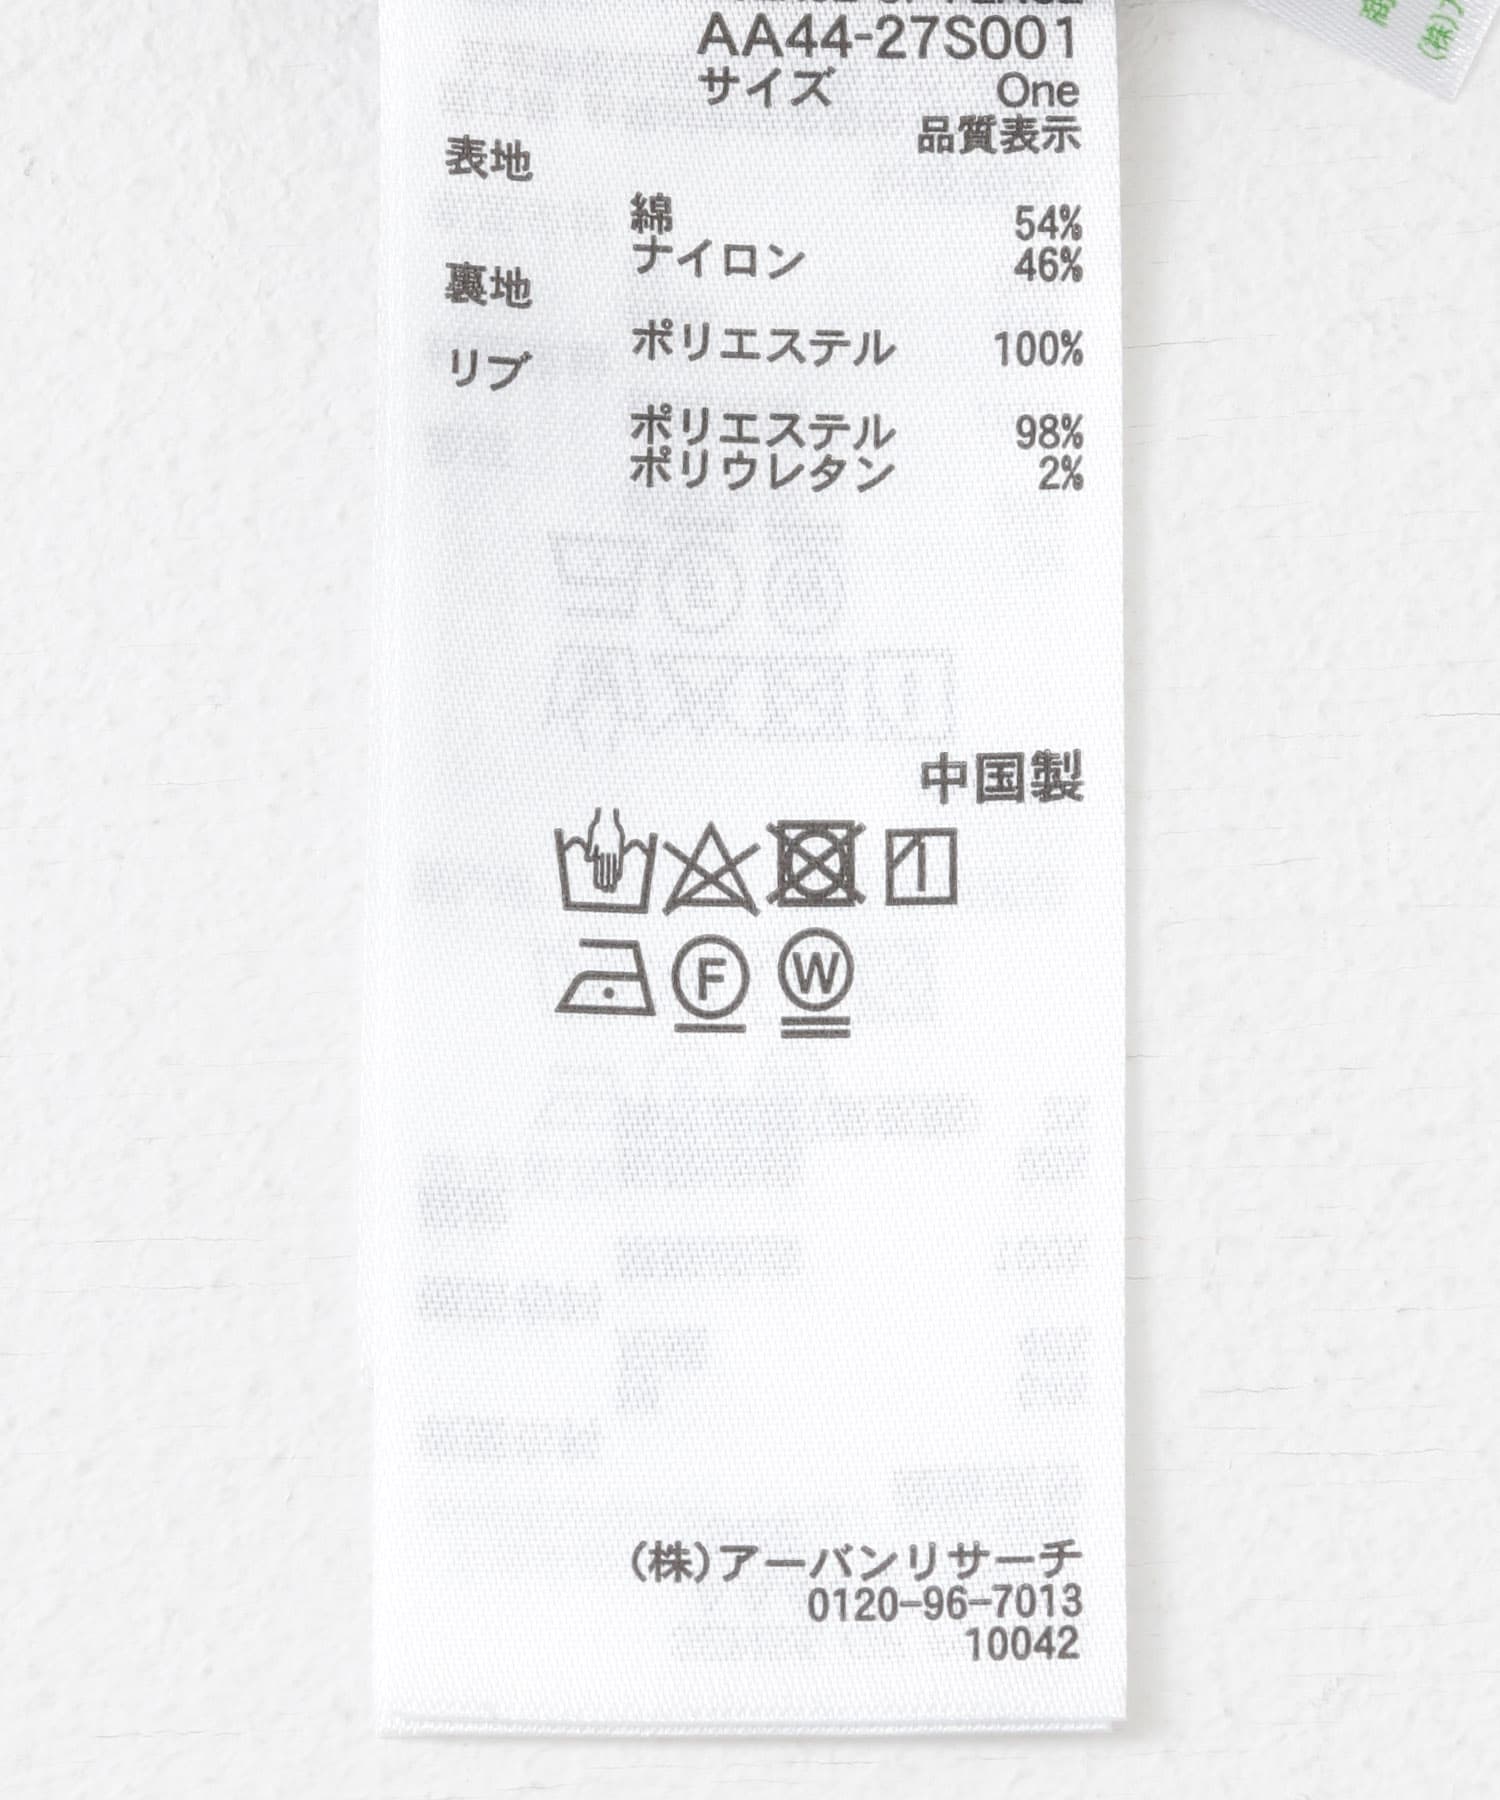 AA44-27S001
サイズ One
品質表示
表地
綿 54%
ナイロン 46%
裏地
ポリエステル 100%
リブ
ポリエステル 98%
ポリウレタン 2%
中国製
F W
(株)アーバンリサーチ
0120-96-7013
10042
(株)